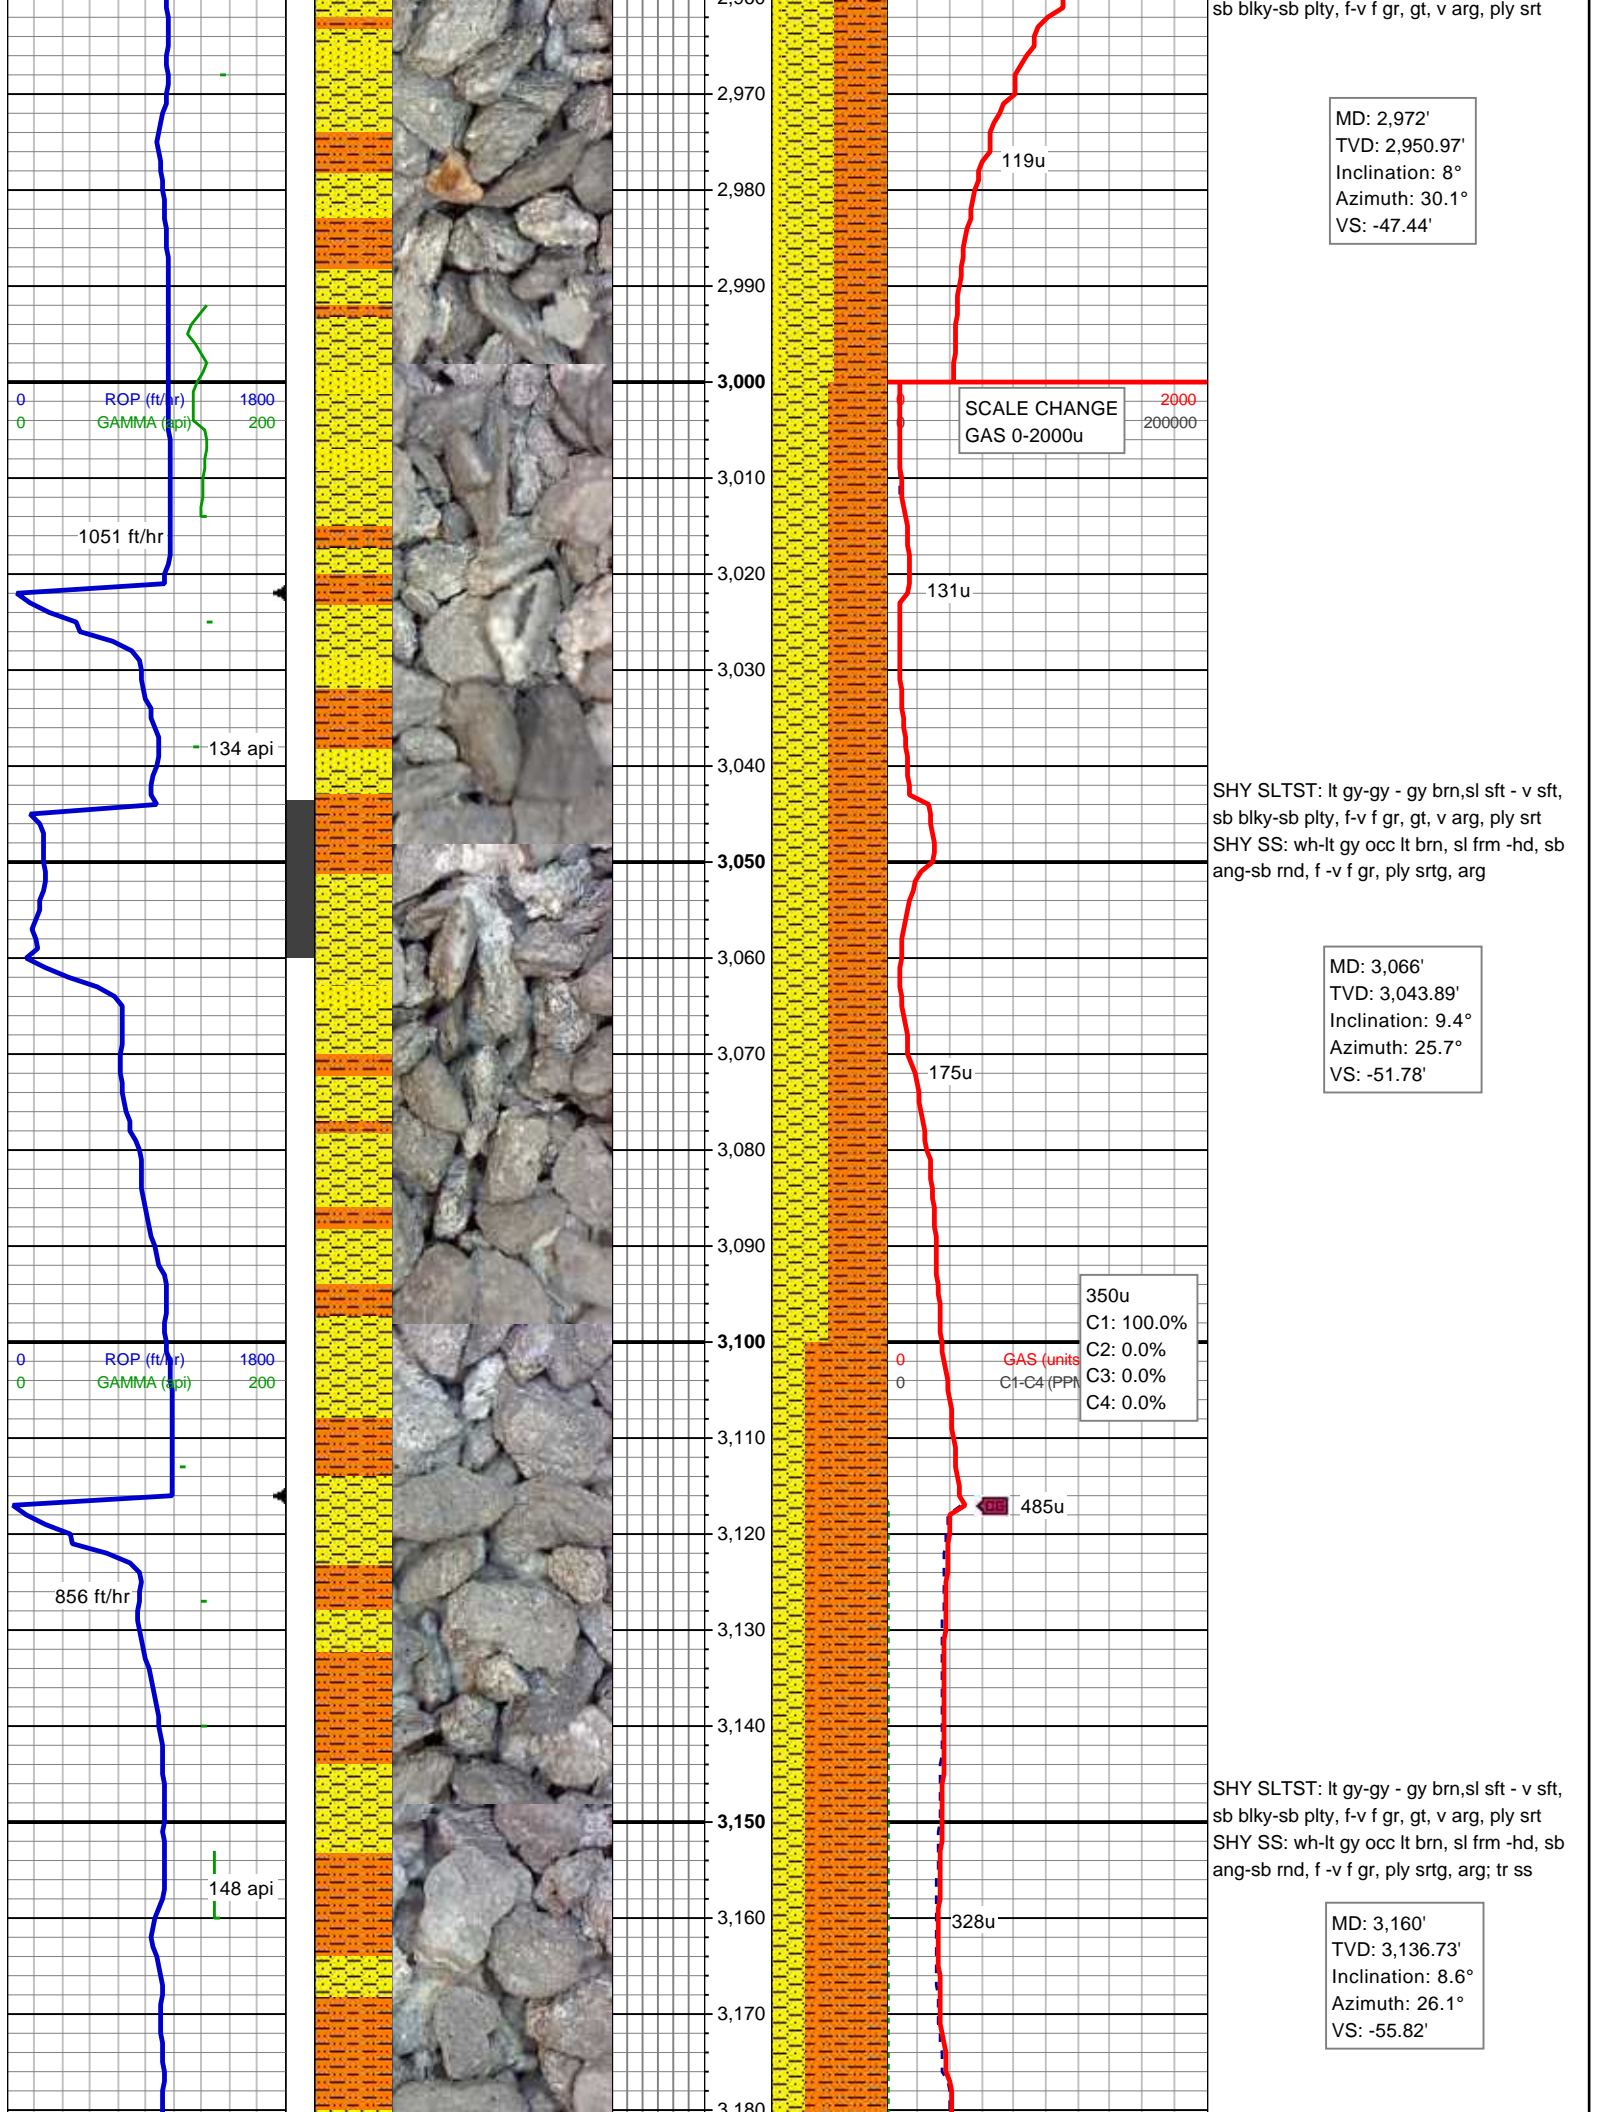 sb blky-sb plty, f-v f gr, gt, v arg, ply srt
2,970
MD: 2,972'
TVD: 2,950.97'
Inclination: 8°
Azimuth: 30.1°
VS: -47.44'
119u
2,980
2,990
3,000
0 ROP (ft/hr) 1800
0 GAMMA (api) 200
0 2000
0 200000
SCALE CHANGE
GAS 0-2000u
3,010
1051 ft/hr
3,020
131u
3,030
134 api
3,040
SHY SLTST: lt gy-gy - gy brn,sl sft - v sft,
sb blky-sb plty, f-v f gr, gt, v arg, ply srt
SHY SS: wh-lt gy occ lt brn, sl frm -hd, sb
ang-sb rnd, f -v f gr, ply srtg, arg
3,050
3,060
MD: 3,066'
TVD: 3,043.89'
Inclination: 9.4°
Azimuth: 25.7°
VS: -51.78'
3,070
175u
3,080
3,090
350u
C1: 100.0%
C2: 0.0%
C3: 0.0%
C4: 0.0%
3,100
0 ROP (ft/hr) 1800
0 GAMMA (api) 200
0 GAS (units
0 C1-C4 (PPM
3,110
CG 485u
3,120
856 ft/hr
3,130
3,140
SHY SLTST: lt gy-gy - gy brn,sl sft - v sft,
sb blky-sb plty, f-v f gr, gt, v arg, ply srt
SHY SS: wh-lt gy occ lt brn, sl frm -hd, sb
ang-sb rnd, f -v f gr, ply srtg, arg; tr ss
3,150
148 api
3,160
328u
MD: 3,160'
TVD: 3,136.73'
Inclination: 8.6°
Azimuth: 26.1°
VS: -55.82'
3,170
3,180